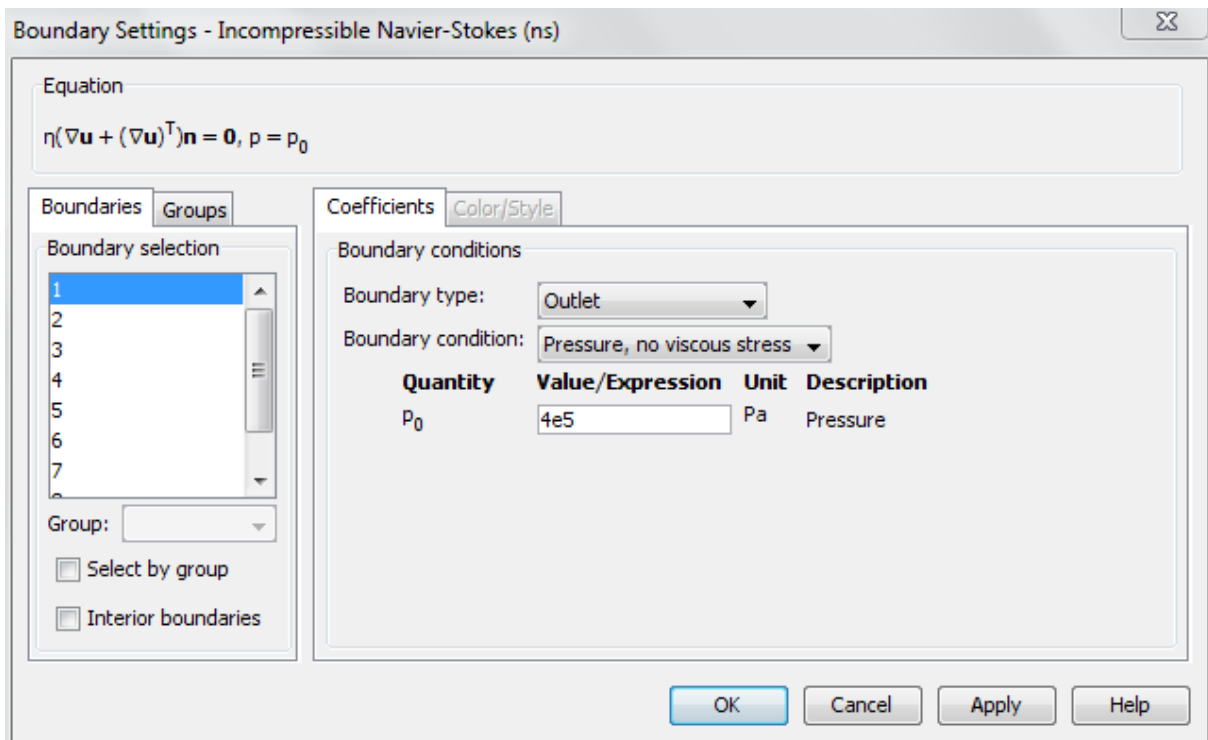 Boundary Settings - Incompressible Navier-Stokes (ns)
Equation
η(∇u + (∇u)ᵀ)n = 0, p = p₀
Boundaries Groups
Boundary selection
1
2
3
4
5
6
7
Group:
Select by group
Interior boundaries
Coefficients Color/Style
Boundary conditions
Boundary type: Outlet
Boundary condition: Pressure, no viscous stress
Quantity Value/Expression Unit Description
p₀ 4e5 Pa Pressure
OK Cancel Apply Help